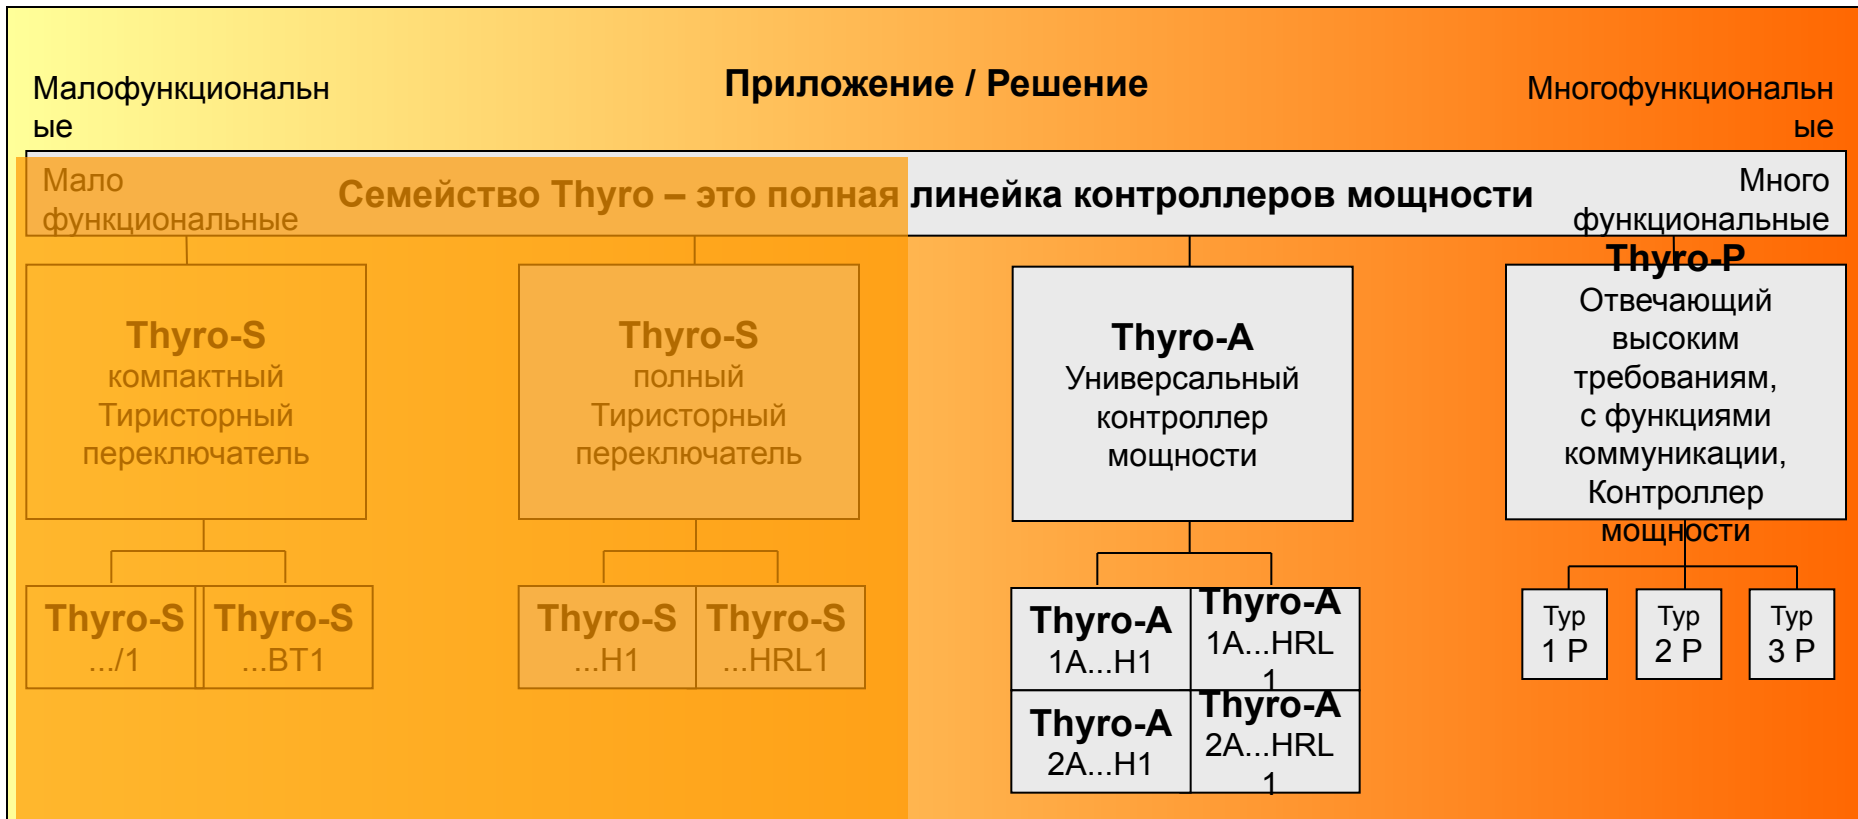 Приложение / Решение
Малофункциональн
ые
Многофункциональн
ые
Мало
функциональные
Семейство Thyro – это полная линейка контроллеров мощности
Много
функциональные
Thyro-S
компактный
Тиристорный
переключатель
Thyro-S
полный
Тиристорный
переключатель
Thyro-A
Универсальный
контроллер
мощности
Thyro-P
Отвечающий
высоким
требованиям,
с функциями
коммуникации,
Контроллер
мощности
Thyro-S
.../1
Thyro-S
...BT1
Thyro-S
...H1
Thyro-S
...HRL1
Thyro-A
1A...H1
Thyro-A
1A...HRL
1
Thyro-A
2A...H1
Thyro-A
2A...HRL
1
Typ
1 P
Typ
2 P
Typ
3 P